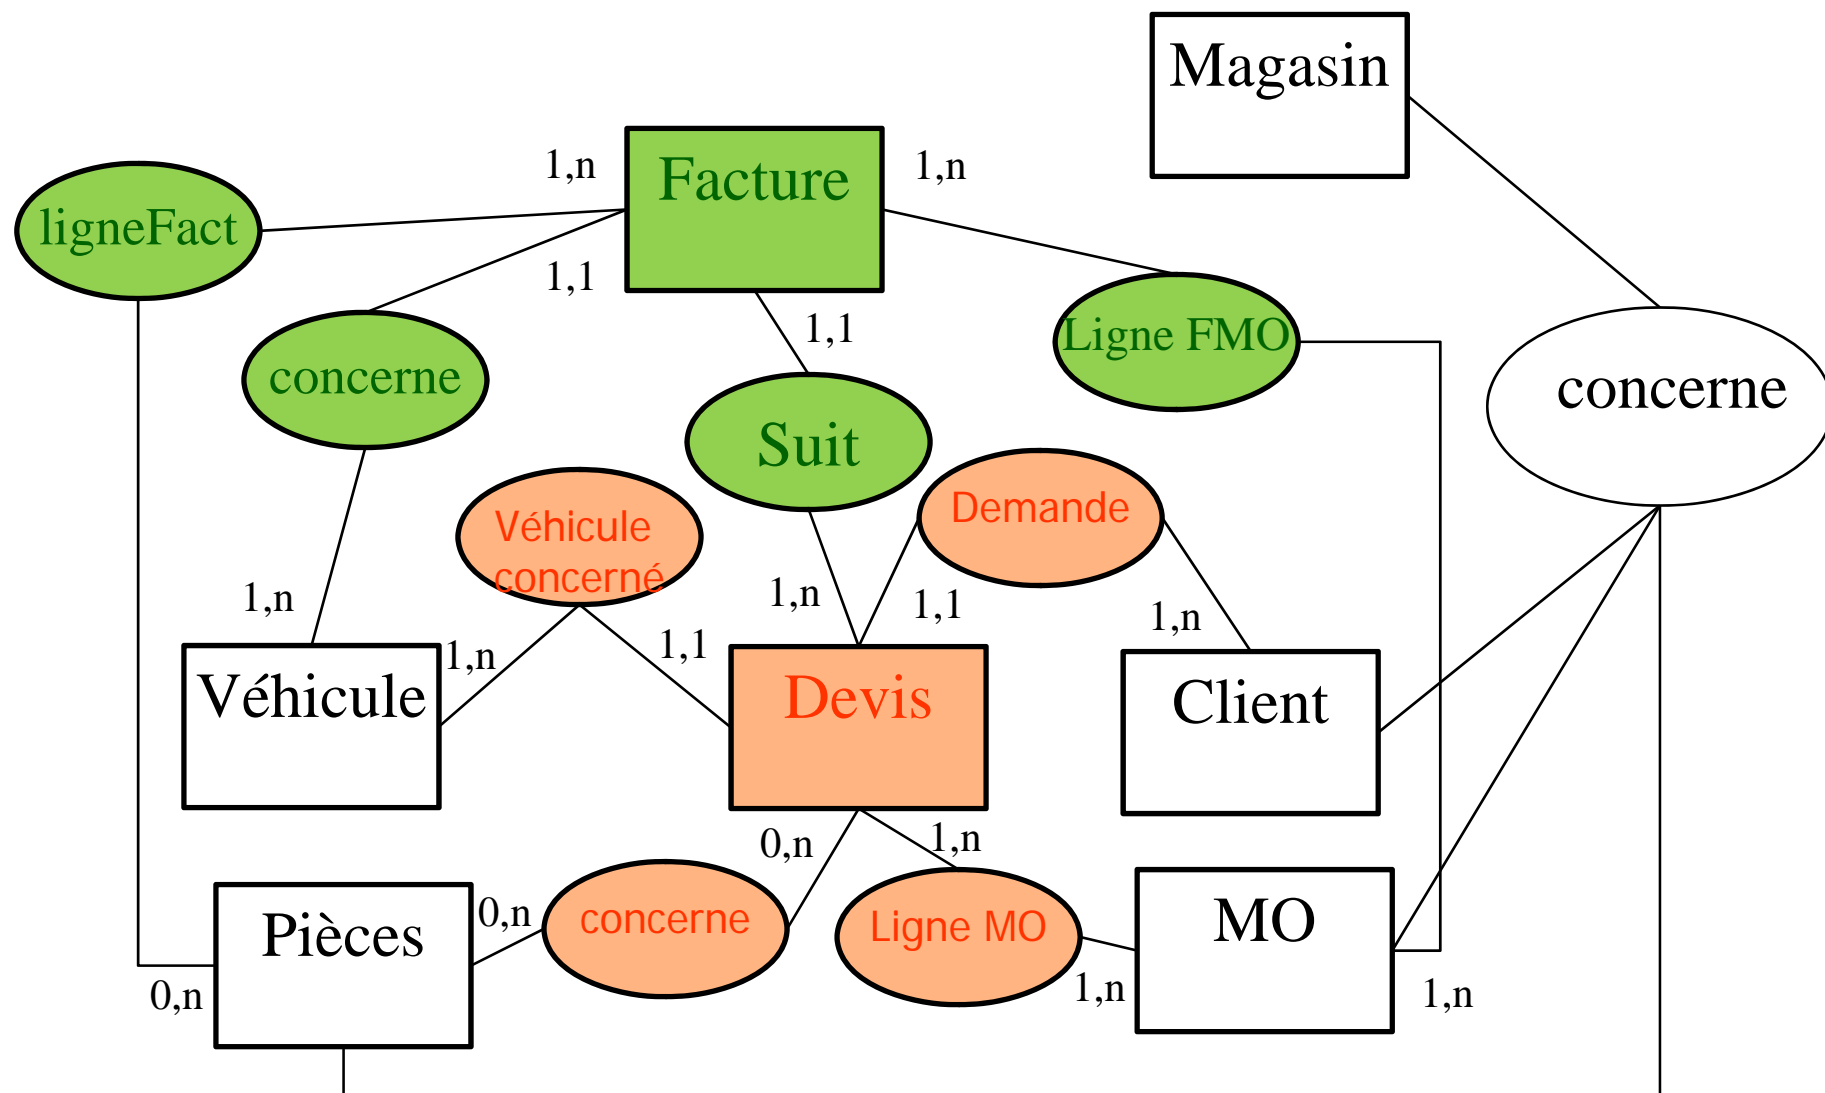 Magasin
1,n
Facture
1,n
ligneFact
1,1
1,1
Ligne FMO
concerne
concerne
Suit
Demande
Véhicule
concerné
1,n
1,n
1,1
1,n
1,n
1,1
Véhicule
Devis
Client
0,n
1,n
0,n
Pièces
concerne
Ligne MO
MO
0,n
1,n
1,n